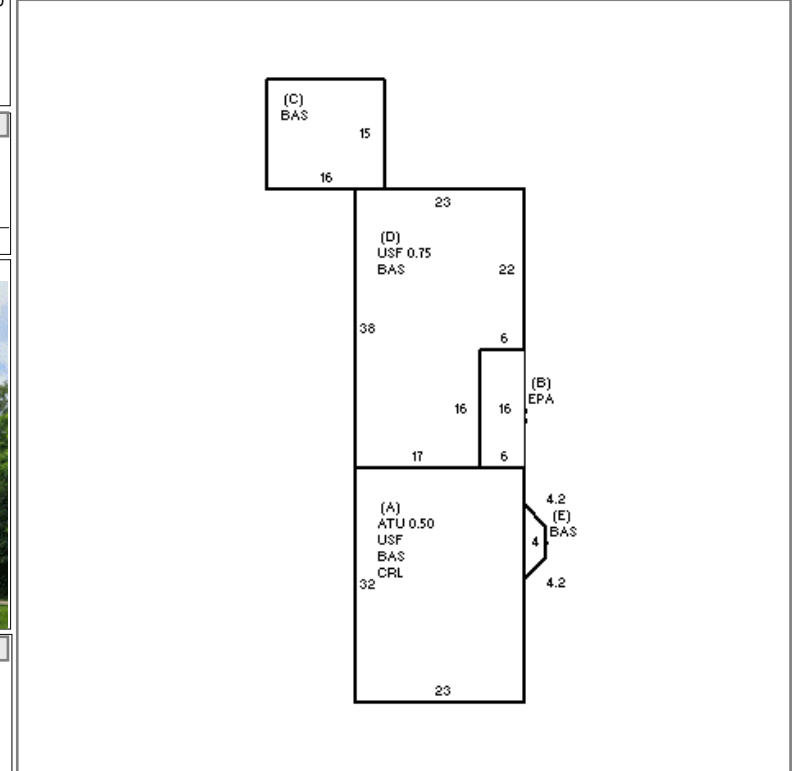 (C)
BAS
15
16
23
(D)
USF 0.75
BAS
22
38
6
(B)
EPA
16
16
17
6
4.2
(A)
ATU 0.50
USF
BAS
CRL
(E)
BAS
4
32
4.2
23